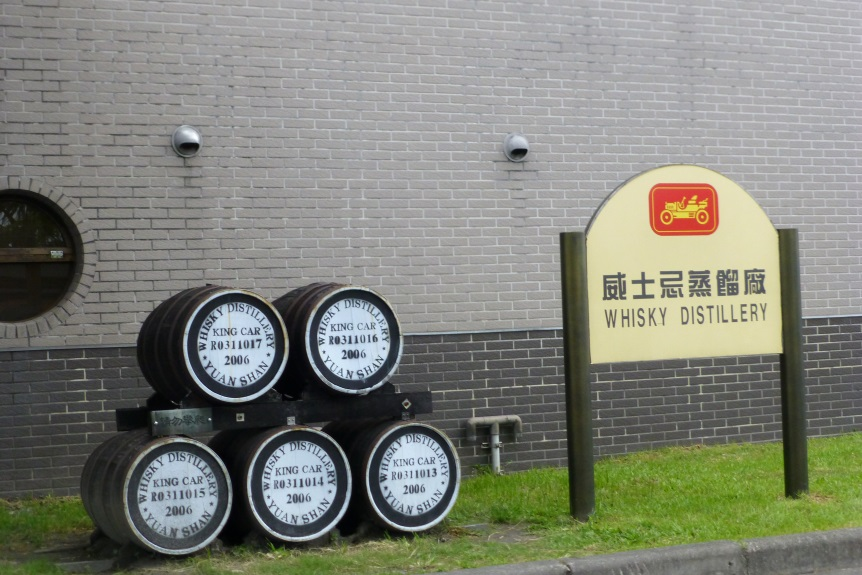 威士忌蒸餾廠
WHISKY DISTILLERY
WHISKY DISTILLERY
KING CAR
R0311017
2006
YUAN SHAN
WHISKY DISTILLERY
KING CAR
R0311016
2006
YUAN SHAN
WHISKY DISTILLERY
KING CAR
R0311015
2006
YUAN SHAN
WHISKY DISTILLERY
KING CAR
R0311014
2006
YUAN SHAN
WHISKY DISTILLERY
KING CAR
R0311013
2006
YUAN SHAN